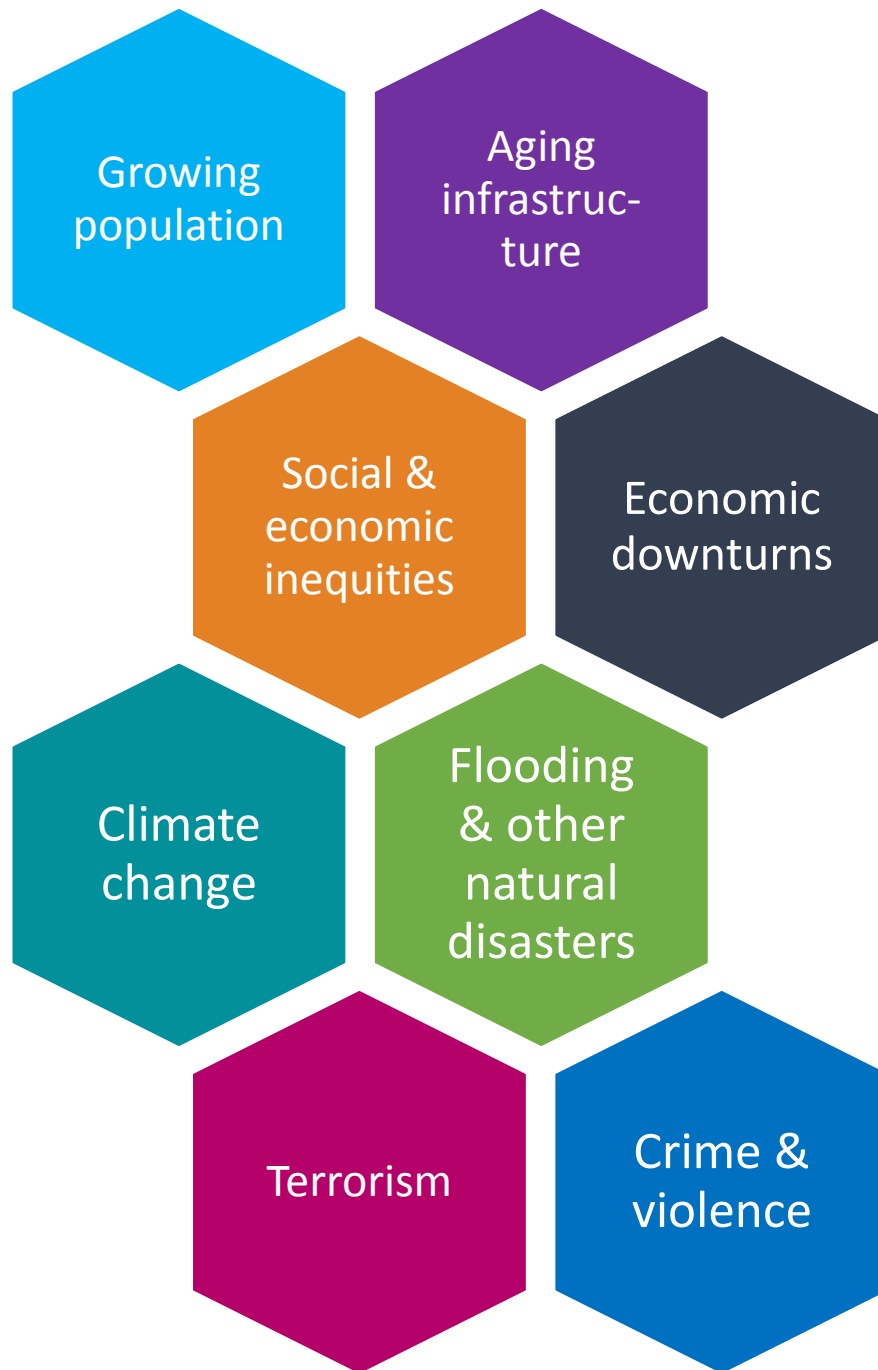 Growing
population
Aging
infrastruc-
ture
Social &
economic
inequities
Economic
downturns
Climate
change
Flooding
& other
natural
disasters
Terrorism
Crime &
violence